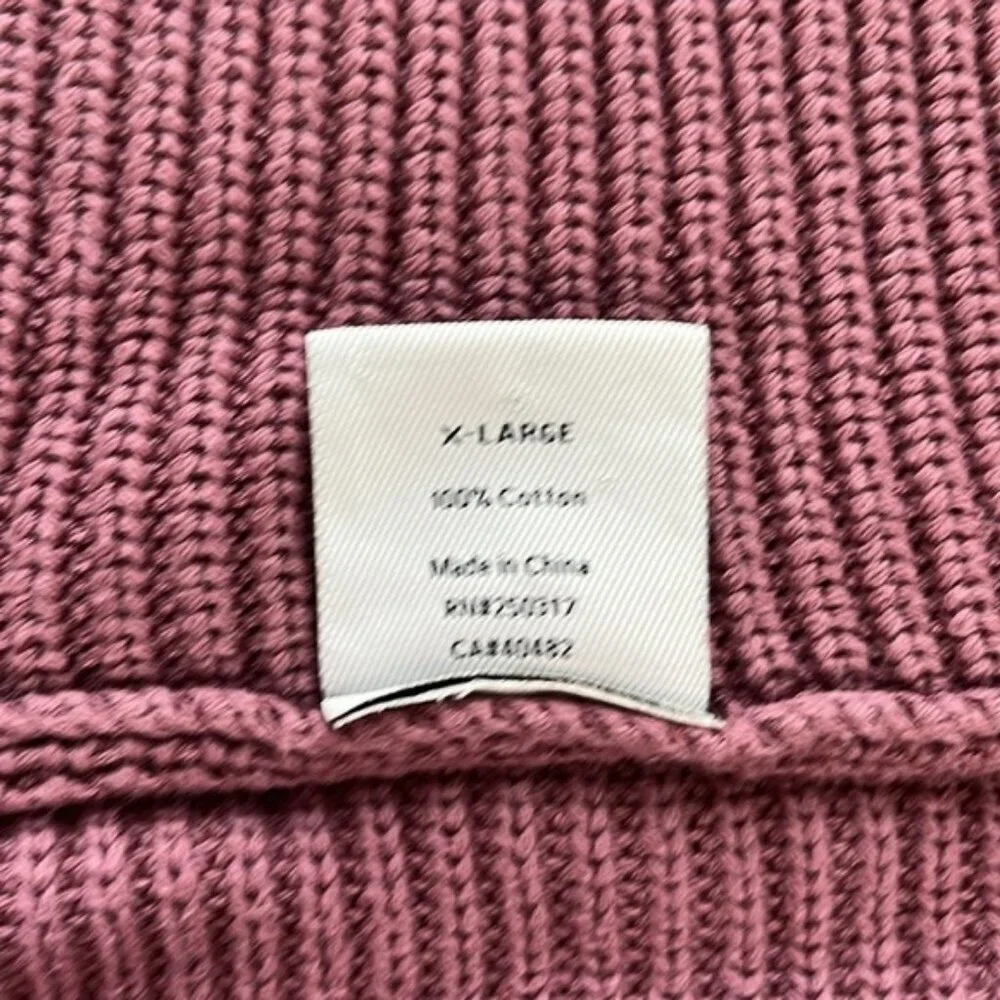 X-LARGE
100% Cotton
Made in China
RN#250317
CA#40482